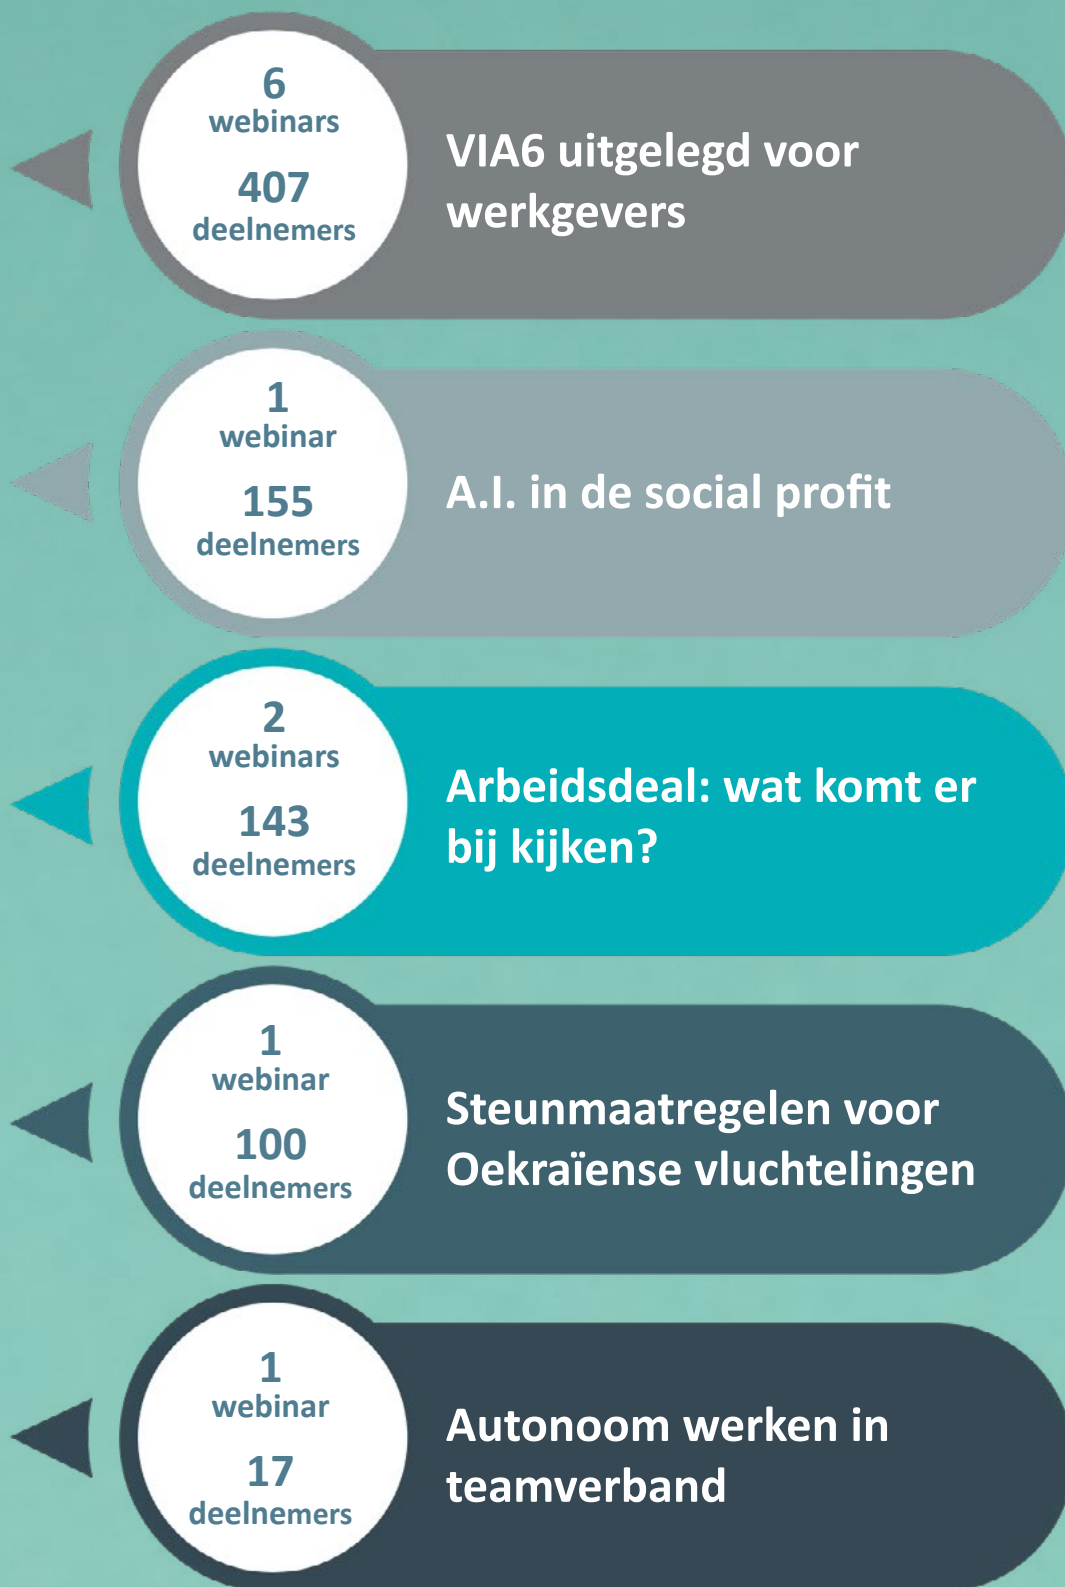 6
webinars
407
deelnemers
VIA6 uitgelegd voor
werkgevers
1
webinar
155
deelnemers
A.I. in de social profit
2
webinars
143
deelnemers
Arbeidsdeal: wat komt er
bij kijken?
1
webinar
100
deelnemers
Steunmaatregelen voor
Oekraïense vluchtelingen
1
webinar
17
deelnemers
Autonoom werken in
teamverband